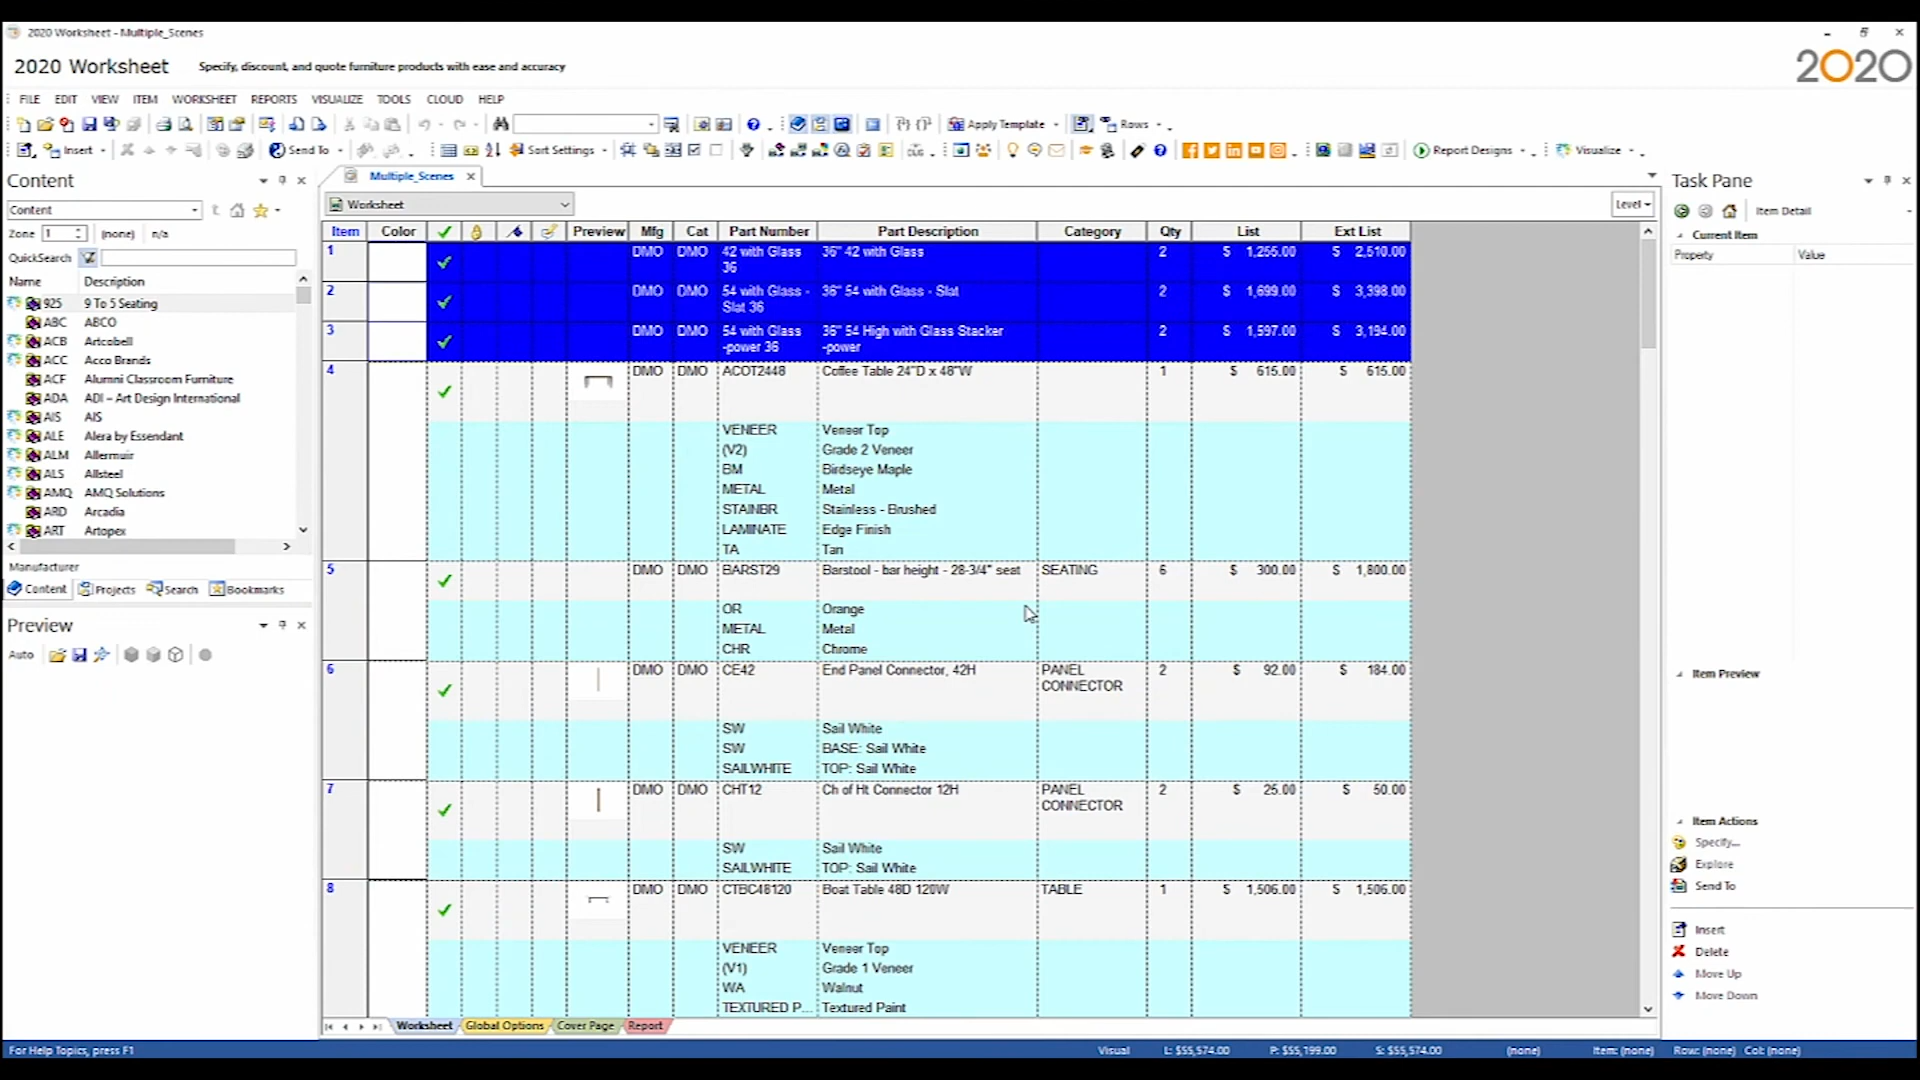 2020 Worksheet - Multiple_Scenes
2020 Worksheet Specify, discount, and quote furniture products with ease and accuracy
2020
FILE EDIT VIEW ITEM WORKSHEET REPORTS VISUALIZE TOOLS CLOUD HELP
Apply Template Rows
Insert Send To Sort Settings Report Designs Visualize
Content
Content
Zone 1 (none) n/a
QuickSearch
Name Description
925 9 To 5 Seating
ABC ABCO
ACB Artcobell
ACC Acco Brands
ACF Alumni Classroom Furniture
ADA ADI – Art Design International
AIS AIS
ALE Alera by Essendant
ALM Allermuir
ALS Allsteel
AMQ AMQ Solutions
ARD Arcadia
ART Artopex
Manufacturer
Content Projects Search Bookmarks
Preview
Auto
Multiple_Scenes
Worksheet
Level
Item Color Preview Mfg Cat Part Number Part Description Category Qty List Ext List
1 DMO DMO 42 with Glass 36" 42 with Glass 2 $ 1,255.00 $ 2,510.00
36
2 DMO DMO 54 with Glass - 36" 54 with Glass - Slat 2 $ 1,699.00 $ 3,398.00
Slat 36
3 DMO DMO 54 with Glass 36" 54 High with Glass Stacker 2 $ 1,597.00 $ 3,194.00
-power 36 -power
4 DMO DMO ACOT2448 Coffee Table 24"D x 48"W 1 $ 615.00 $ 615.00
VENEER Veneer Top
(V2) Grade 2 Veneer
BM Birdseye Maple
METAL Metal
STAINBR Stainless - Brushed
LAMINATE Edge Finish
TA Tan
5 DMO DMO BARST29 Barstool - bar height - 28-3/4" seat SEATING 6 $ 300.00 $ 1,800.00
OR Orange
METAL Metal
CHR Chrome
6 DMO DMO CE42 End Panel Connector, 42H PANEL 2 $ 92.00 $ 184.00
CONNECTOR
SW Sail White
SW BASE: Sail White
SAILWHITE TOP: Sail White
7 DMO DMO CHT12 Ch of Ht Connector 12H PANEL 2 $ 25.00 $ 50.00
CONNECTOR
SW Sail White
SAILWHITE TOP: Sail White
8 DMO DMO CTBC48120 Boat Table 48D 120W TABLE 1 $ 1,506.00 $ 1,506.00
VENEER Veneer Top
(V1) Grade 1 Veneer
WA Walnut
TEXTURED P... Textured Paint
Worksheet Global Options Cover Page Report
Task Pane
Item Detail
Current Item
Property Value
Item Preview
Item Actions
Specify...
Explore
Send To
Insert
Delete
Move Up
Move Down
For Help Topics, press F1 Visual L: $55,574.00 P: $55,199.00 S: $55,574.00 (none) Item: (none) Row: (none) Col: (none)